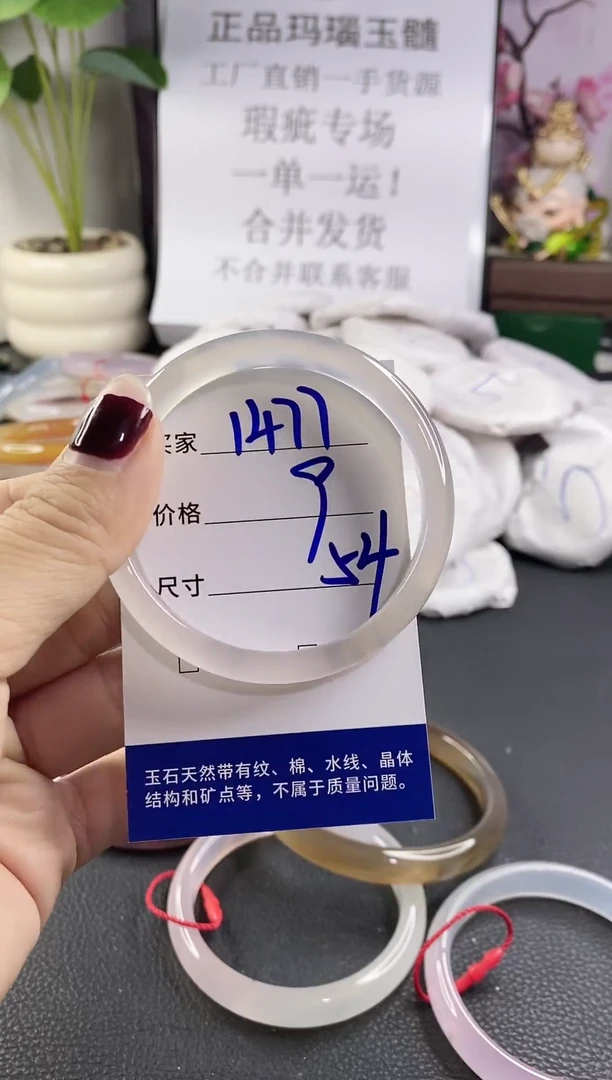 正品玛瑙玉髓
工厂直销一手货源
瑕疵专场
一单一运！
合并发货
不合并联系客服
买家 1477
价格 9
尺寸 54
玉石天然带有纹、棉、水线、晶体
结构和矿点等，不属于质量问题。